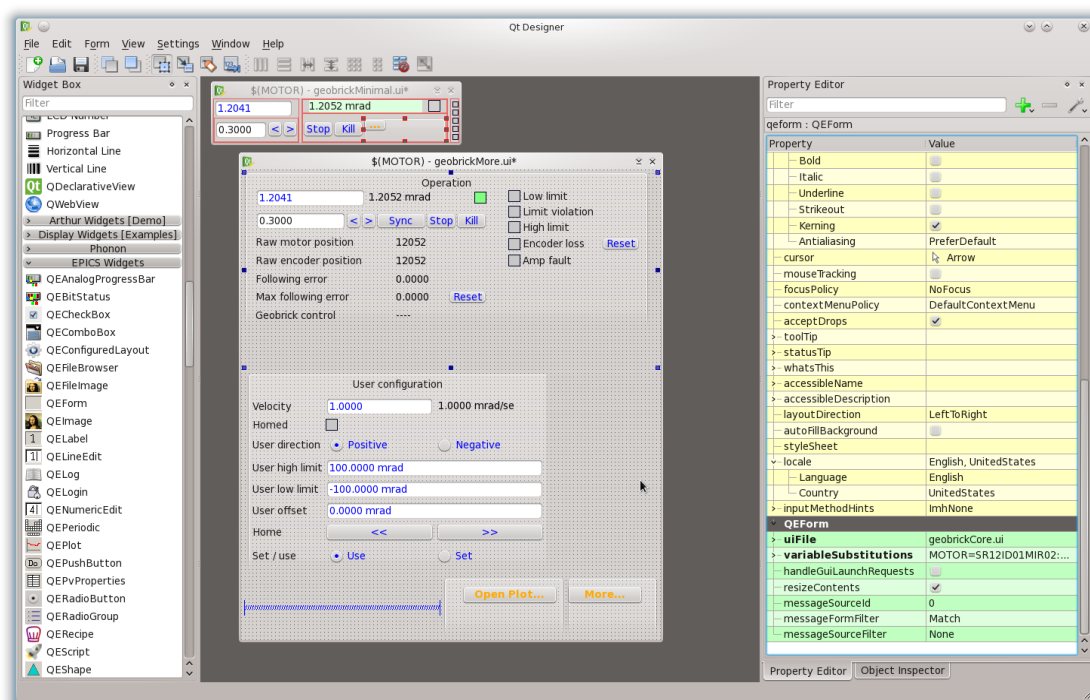 Qt Designer
File Edit Form View Settings Window Help
Widget Box
Filter
LCD Number
Progress Bar
Horizontal Line
Vertical Line
QDeclarativeView
QWebView
Arthur Widgets [Demo]
Display Widgets [Examples]
Phonon
EPICS Widgets
QEAnalogProgressBar
QEBitStatus
QECheckBox
QEComboBox
QEConfiguredLayout
QEFileBrowser
QEFileImage
QEForm
QEImage
QELabel
QELineEdit
QELog
QELogin
QENumericEdit
QEPeriodic
QEPlot
QEPushButton
QEPvProperties
QERadioButton
QERadioGroup
QERecipe
QEScript
QEShape
$(MOTOR) - geobrickMinimal.ui*
1.2041 1.2052 mrad
0.3000 < > Stop Kill ...
$(MOTOR) - geobrickMore.ui*
Operation
1.2041 1.2052 mrad Low limit
Limit violation
0.3000 < > Sync Stop Kill High limit
Raw motor position 12052 Encoder loss Reset
Raw encoder position 12052 Amp fault
Following error 0.0000
Max following error 0.0000 Reset
Geobrick control ----
User configuration
Velocity 1.0000 1.0000 mrad/se
Homed
User direction Positive Negative
User high limit 100.0000 mrad
User low limit -100.0000 mrad
User offset 0.0000 mrad
Home << >>
Set / use Use Set
Open Plot... More...
Property Editor
Filter
qeform : QEForm
Property Value
Bold
Italic
Underline
Strikeout
Kerning
Antialiasing PreferDefault
cursor Arrow
mouseTracking
focusPolicy NoFocus
contextMenuPolicy DefaultContextMenu
acceptDrops
toolTip
statusTip
whatsThis
accessibleName
accessibleDescription
layoutDirection LeftToRight
autoFillBackground
styleSheet
locale English, UnitedStates
Language English
Country UnitedStates
inputMethodHints ImhNone
QEForm
uiFile geobrickCore.ui
variableSubstitutions MOTOR=SR12ID01MIR02:...
handleGuiLaunchRequests
resizeContents
messageSourceId 0
messageFormFilter Match
messageSourceFilter None
Property Editor Object Inspector